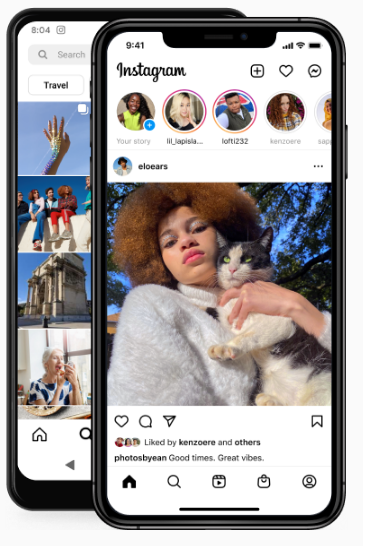 8:04
Search
Travel
9:41
Instagram
Your story
lil_lapisla...
lofti232
kenzoere
sap
eloears
Liked by kenzoere and others
photosbyean Good times. Great vibes.